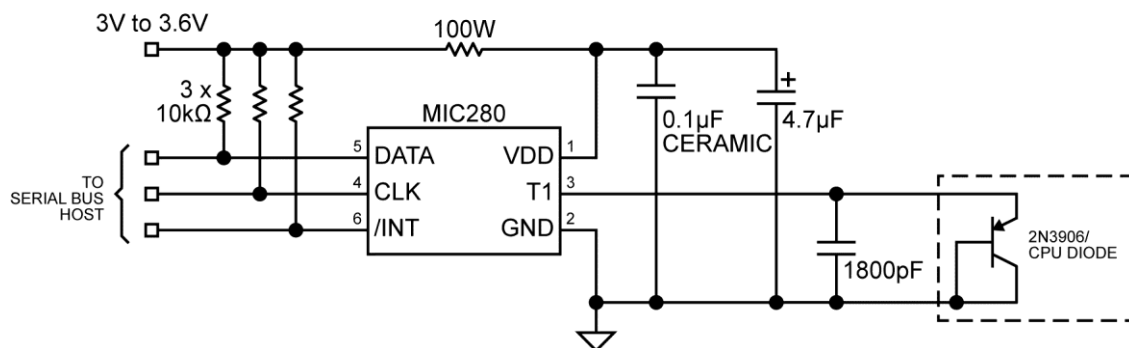 3V to 3.6V
100W
3 x
10kΩ
MIC280
0.1µF
CERAMIC
+
4.7µF
5
DATA
VDD
1
TO
SERIAL BUS
HOST
4
CLK
T1
3
6
/INT
GND
2
1800pF
2N3906/
CPU DIODE